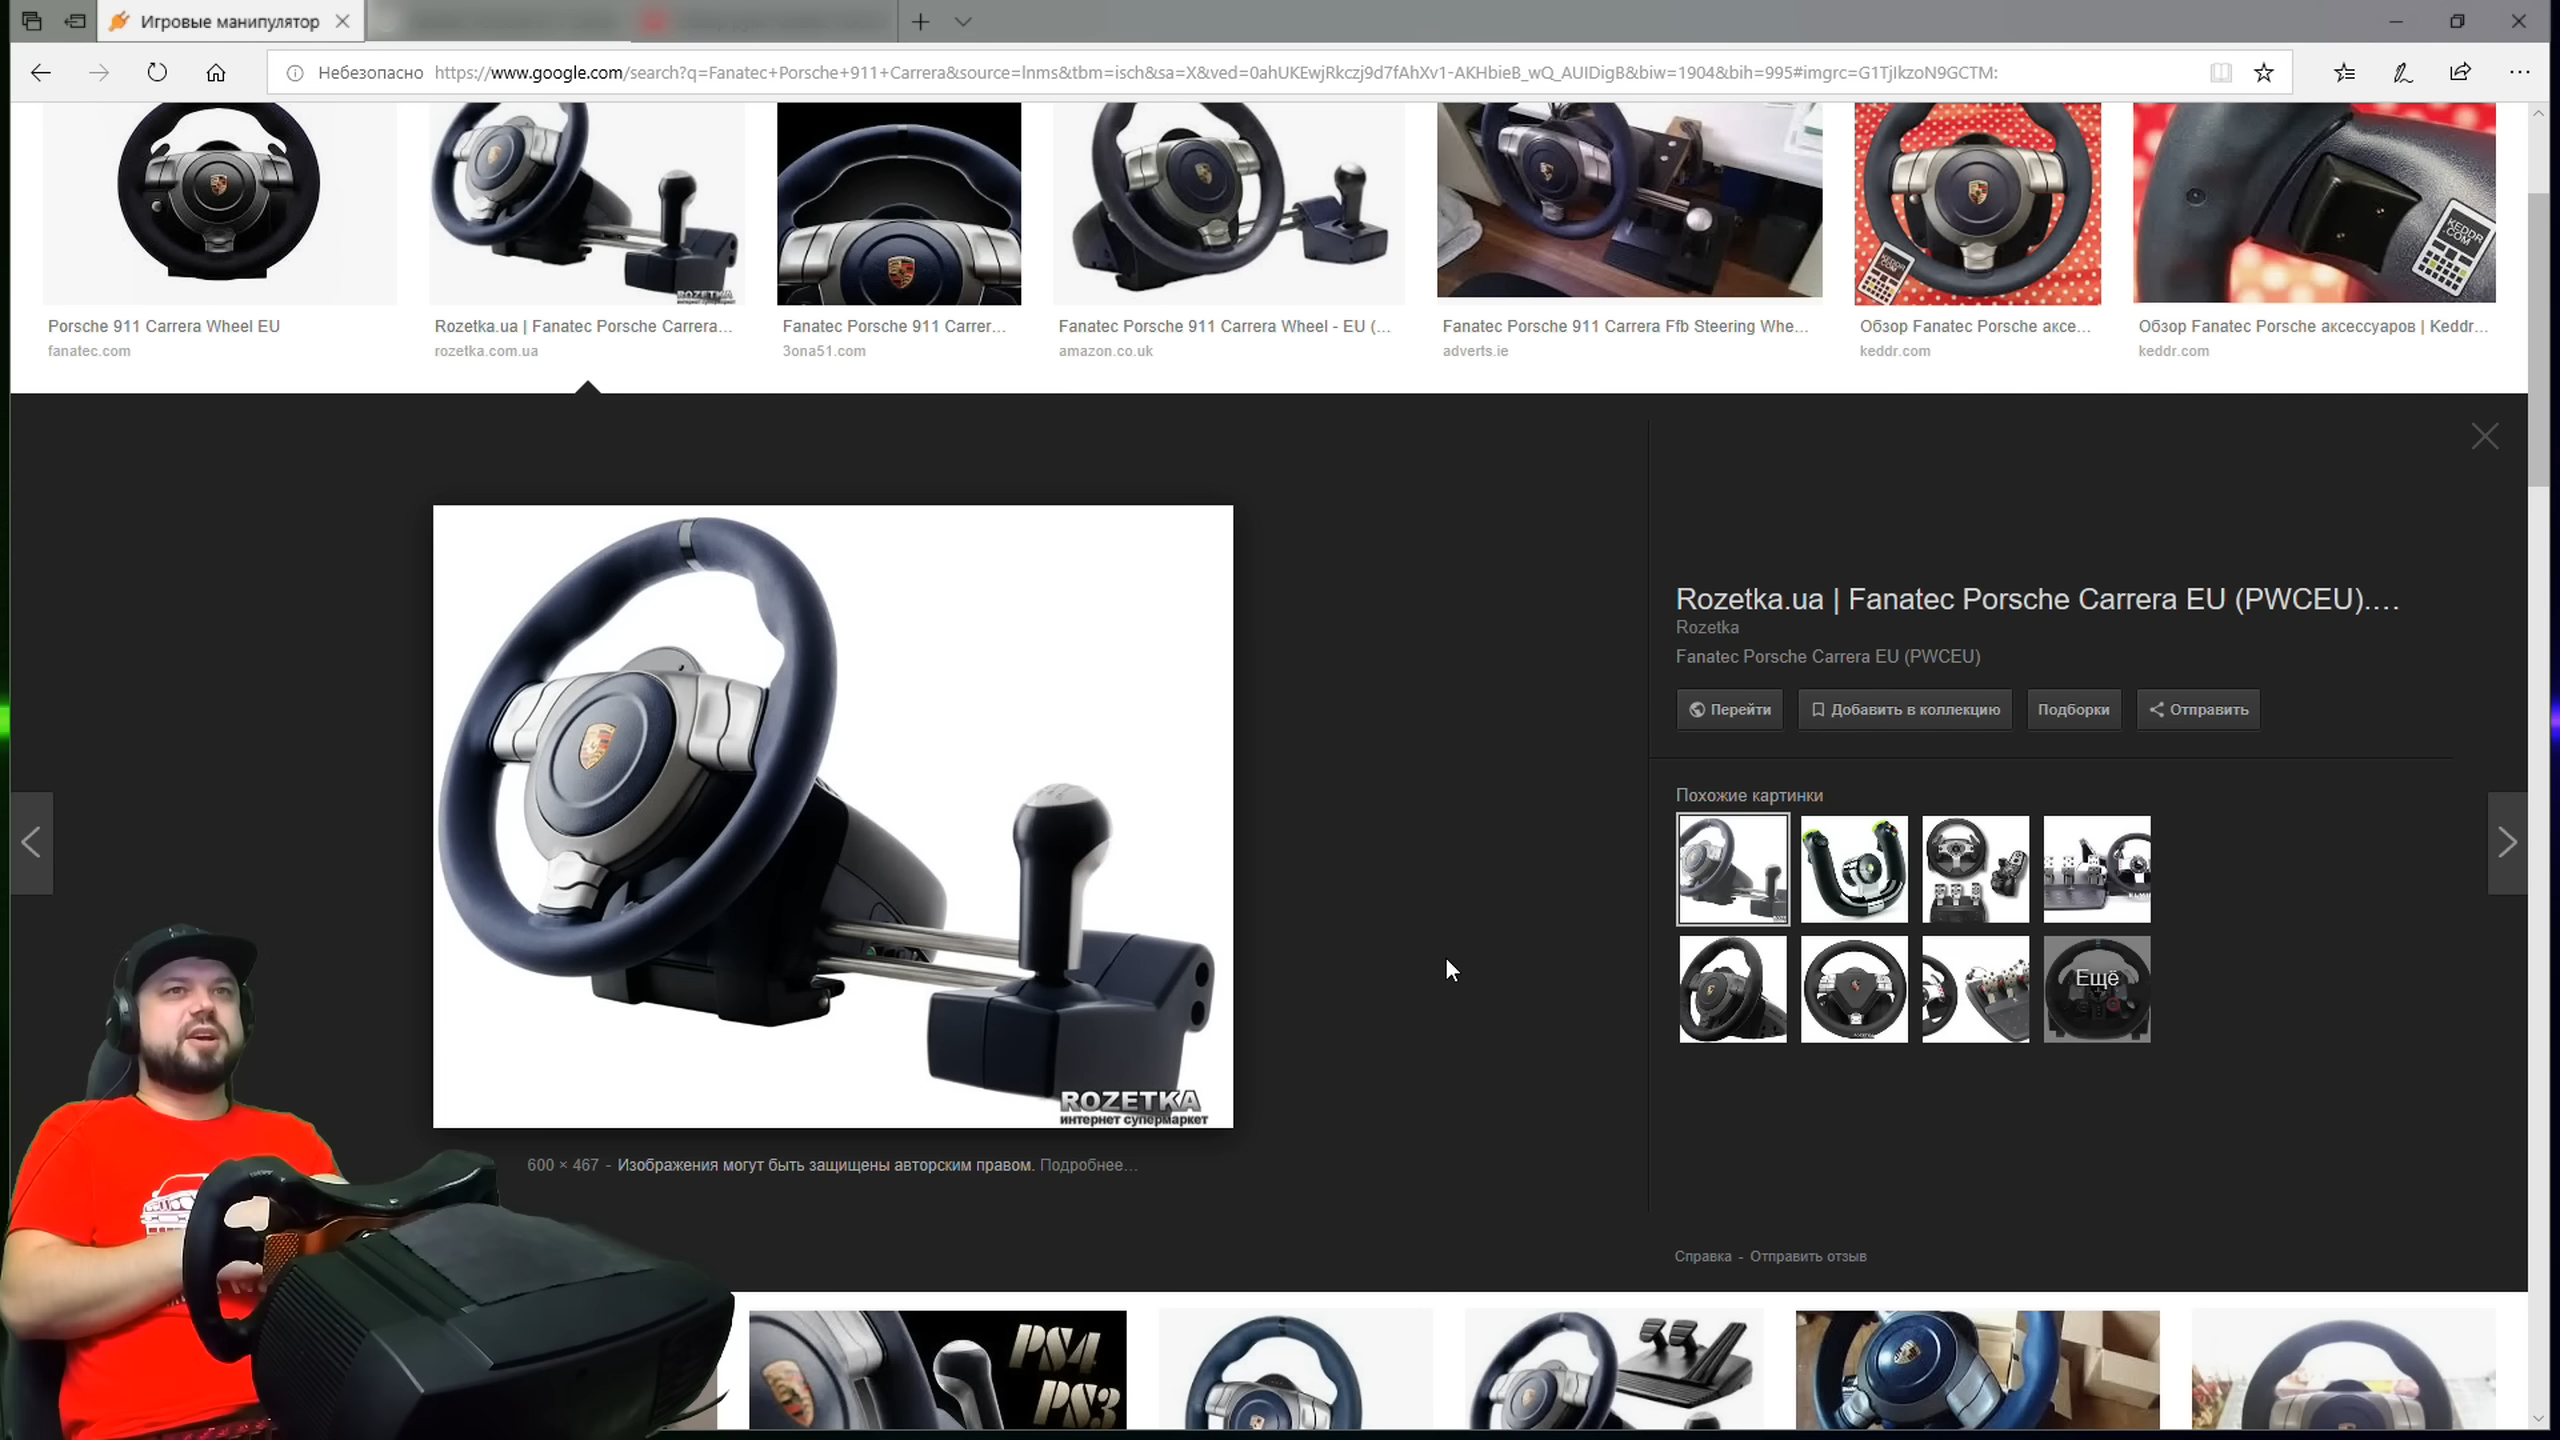 Игровые манипулятор
Небезопасно https://www.google.com/search?q=Fanatec+Porsche+911+Carrera&source=lnms&tbm=isch&sa=X&ved=0ahUKEwjRkczj9d7fAhXv1-AKHbieB_wQ_AUIDigB&biw=1904&bih=995#imgrc=G1TjIkzoN9GCTM:
ROZETKA
KEDDR.COM
KEDDR
.COM
Porsche 911 Carrera Wheel EU
fanatec.com
Rozetka.ua | Fanatec Porsche Carrera...
rozetka.com.ua
Fanatec Porsche 911 Carrer...
3ona51.com
Fanatec Porsche 911 Carrera Wheel - EU (...
amazon.co.uk
Fanatec Porsche 911 Carrera Ffb Steering Whe...
adverts.ie
Обзор Fanatec Porsche аксе...
keddr.com
Обзор Fanatec Porsche аксессуаров | Keddr...
keddr.com
ROZETKA
интернет супермаркет
600 × 467 - Изображения могут быть защищены авторским правом. Подробнее...
Rozetka.ua | Fanatec Porsche Carrera EU (PWCEU)....
Rozetka
Fanatec Porsche Carrera EU (PWCEU)
Перейти
Добавить в коллекцию
Подборки
Отправить
Похожие картинки
Ещё
Справка - Отправить отзыв
PS4
PS3